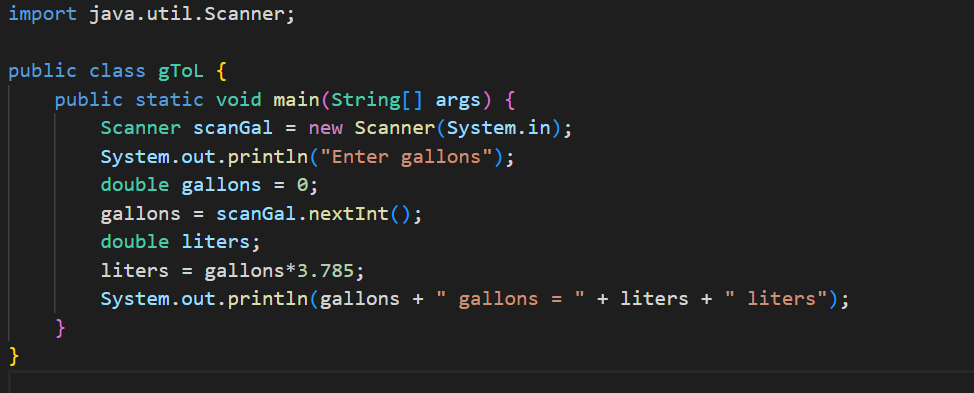 import java.util.Scanner;

public class gToL {
    public static void main(String[] args) {
        Scanner scanGal = new Scanner(System.in);
        System.out.println("Enter gallons");
        double gallons = 0;
        gallons = scanGal.nextInt();
        double liters;
        liters = gallons*3.785;
        System.out.println(gallons + " gallons = " + liters + " liters");
    }
}